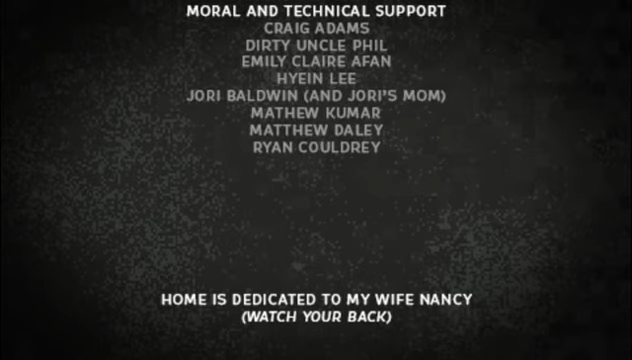 MORAL AND TECHNICAL SUPPORT
CRAIG ADAMS
DIRTY UNCLE PHIL
EMILY CLAIRE AFAN
HYEIN LEE
JORI BALDWIN (AND JORI'S MOM)
MATHEW KUMAR
MATTHEW DALEY
RYAN COULDREY
HOME IS DEDICATED TO MY WIFE NANCY
(WATCH YOUR BACK)